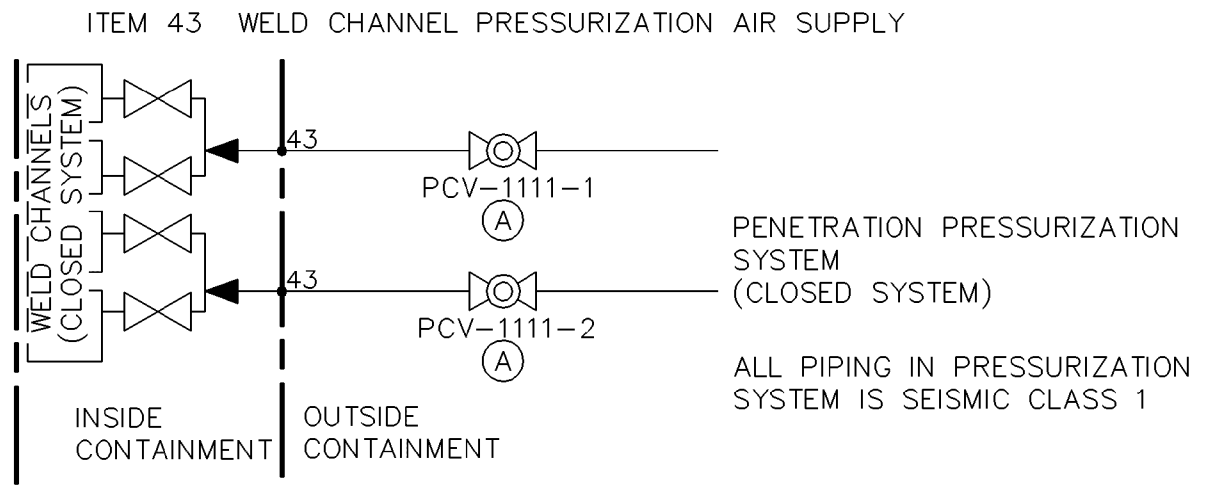 ITEM 43 WELD CHANNEL PRESSURIZATION AIR SUPPLY
WELD CHANNELS
(CLOSED SYSTEM)
43
PCV-1111-1
A
43
PCV-1111-2
A
PENETRATION PRESSURIZATION
SYSTEM
(CLOSED SYSTEM)
ALL PIPING IN PRESSURIZATION
SYSTEM IS SEISMIC CLASS 1
INSIDE
CONTAINMENT
OUTSIDE
CONTAINMENT